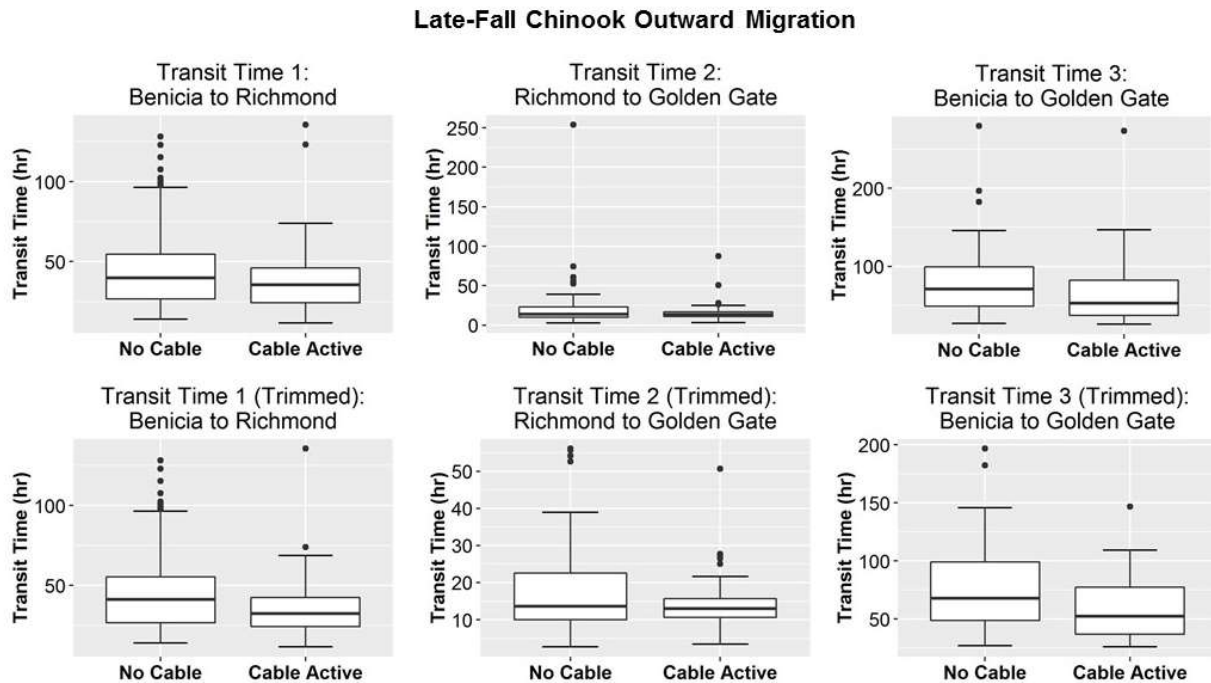 Late-Fall Chinook Outward Migration
Transit Time 1:
Benicia to Richmond
Transit Time (hr)
100
50
No Cable
Cable Active
Transit Time 2:
Richmond to Golden Gate
Transit Time (hr)
250
200
150
100
50
0
No Cable
Cable Active
Transit Time 3:
Benicia to Golden Gate
Transit Time (hr)
200
100
No Cable
Cable Active
Transit Time 1 (Trimmed):
Benicia to Richmond
Transit Time (hr)
100
50
No Cable
Cable Active
Transit Time 2 (Trimmed):
Richmond to Golden Gate
Transit Time (hr)
50
40
30
20
10
No Cable
Cable Active
Transit Time 3 (Trimmed):
Benicia to Golden Gate
Transit Time (hr)
200
150
100
50
No Cable
Cable Active